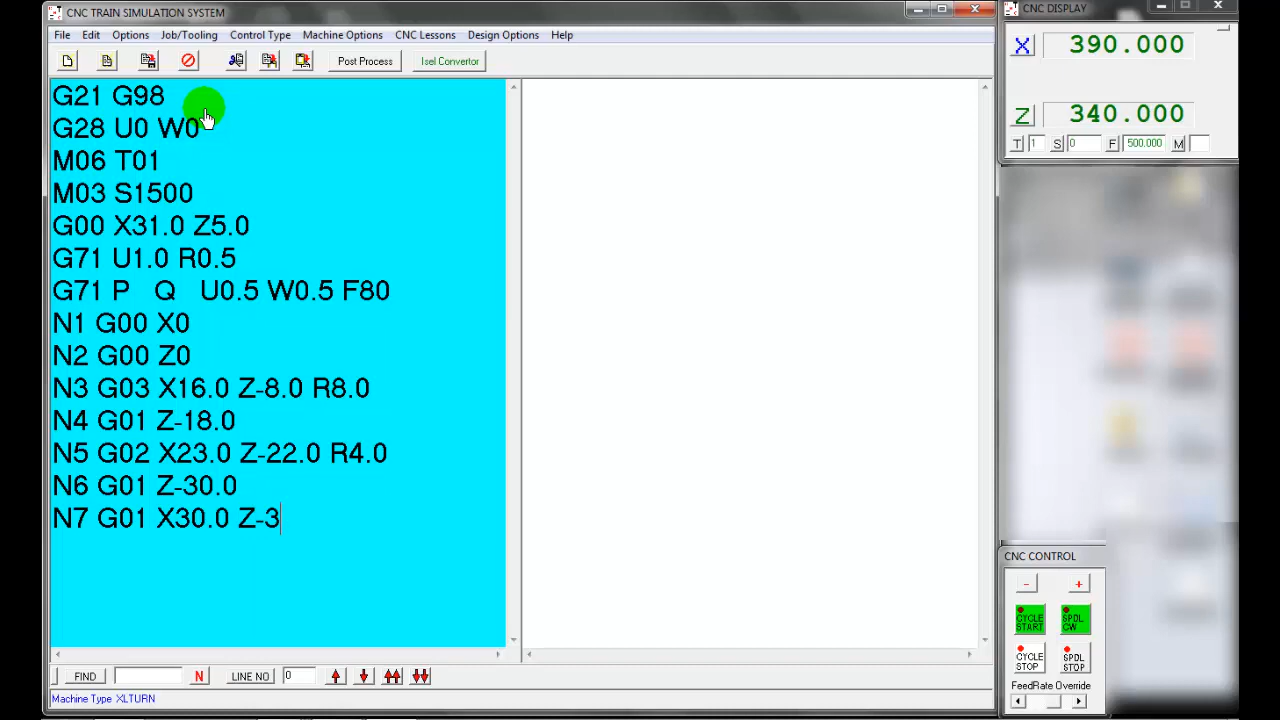 CNC TRAIN SIMULATION SYSTEM
File Edit Options Job/Tooling Control Type Machine Options CNC Lessons Design Options Help
Post Process Isel Convertor
G21 G98
G28 U0 W0
M06 T01
M03 S1500
G00 X31.0 Z5.0
G71 U1.0 R0.5
G71 P Q U0.5 W0.5 F80
N1 G00 X0
N2 G00 Z0
N3 G03 X16.0 Z-8.0 R8.0
N4 G01 Z-18.0
N5 G02 X23.0 Z-22.0 R4.0
N6 G01 Z-30.0
N7 G01 X30.0 Z-3
FIND N LINE NO 0
Machine Type XLTURN
CNC DISPLAY
X 390.000
Z 340.000
T 1 S 0 F 500.000 M
CNC CONTROL
- +
CYCLE START SPDL CW
CYCLE STOP SPDL STOP
FeedRate Override